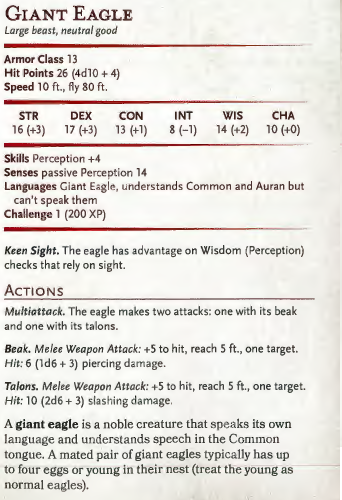 GIANT EAGLE
Large beast, neutral good
Armor Class 13
Hit Points 26 (4d10 + 4)
Speed 10 ft., fly 80 ft.
STR DEX CON INT WIS CHA
16 (+3) 17 (+3) 13 (+1) 8 (−1) 14 (+2) 10 (+0)
Skills Perception +4
Senses passive Perception 14
Languages Giant Eagle, understands Common and Auran but
can't speak them
Challenge 1 (200 XP)
Keen Sight. The eagle has advantage on Wisdom (Perception)
checks that rely on sight.
ACTIONS
Multiattack. The eagle makes two attacks: one with its beak
and one with its talons.
Beak. Melee Weapon Attack: +5 to hit, reach 5 ft., one target.
Hit: 6 (1d6 + 3) piercing damage.
Talons. Melee Weapon Attack: +5 to hit, reach 5 ft., one target.
Hit: 10 (2d6 + 3) slashing damage.
A giant eagle is a noble creature that speaks its own
language and understands speech in the Common
tongue. A mated pair of giant eagles typically has up
to four eggs or young in their nest (treat the young as
normal eagles).